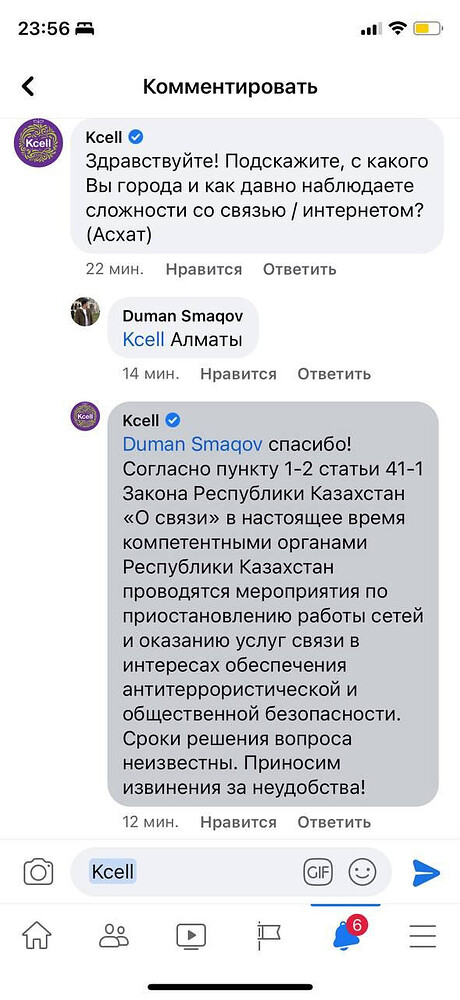 23:56
Комментировать
Kcell
Kcell
Здравствуйте! Подскажите, с какого
Вы города и как давно наблюдаете
сложности со связью / интернетом?
(Асхат)
22 мин. Нравится Ответить
Duman Smaqov
Kcell Алматы
14 мин. Нравится Ответить
Kcell
Kcell
Duman Smaqov спасибо!
Согласно пункту 1-2 статьи 41-1
Закона Республики Казахстан
«О связи» в настоящее время
компетентными органами
Республики Казахстан
проводятся мероприятия по
приостановлению работы сетей
и оказанию услуг связи в
интересах обеспечения
антитеррористической и
общественной безопасности.
Сроки решения вопроса
неизвестны. Приносим
извинения за неудобства!
12 мин. Нравится Ответить
Kcell
GIF
6